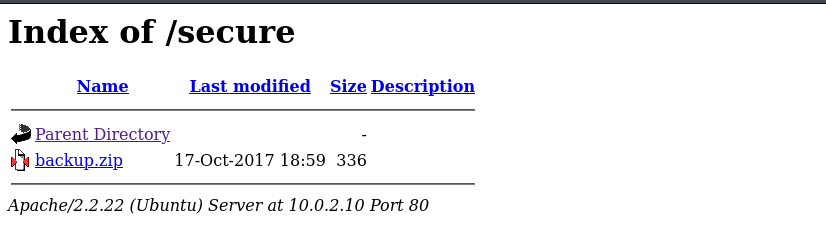 Index of /secure
Name Last modified Size Description
Parent Directory -
backup.zip 17-Oct-2017 18:59 336
Apache/2.2.22 (Ubuntu) Server at 10.0.2.10 Port 80